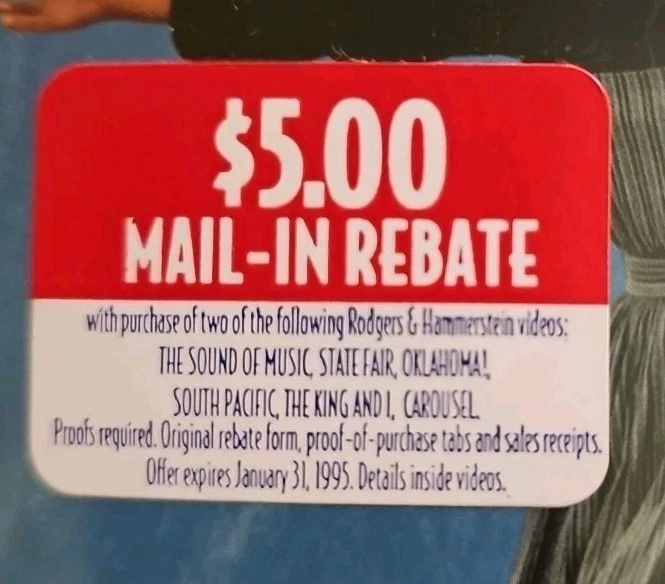 $5.00
MAIL-IN REBATE
with purchase of two of the following Rodgers & Hammerstein videos:
THE SOUND OF MUSIC, STATE FAIR, OKLAHOMA!,
SOUTH PACIFIC, THE KING AND I, CAROUSEL.
Proofs required. Original rebate form, proof-of-purchase tabs and sales receipts.
Offer expires January 31, 1995. Details inside videos.